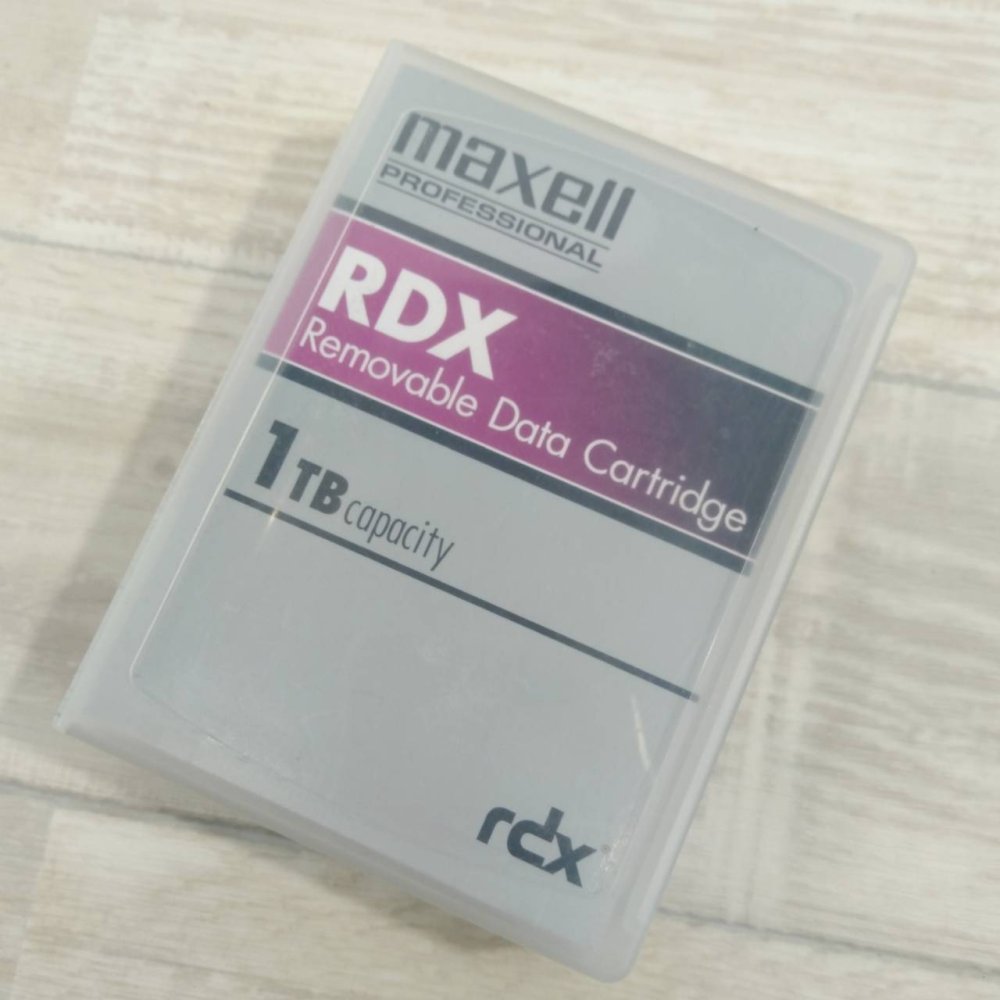 maxell
PROFESSIONAL
RDX
Removable Data Cartridge
1TB capacity
rdx